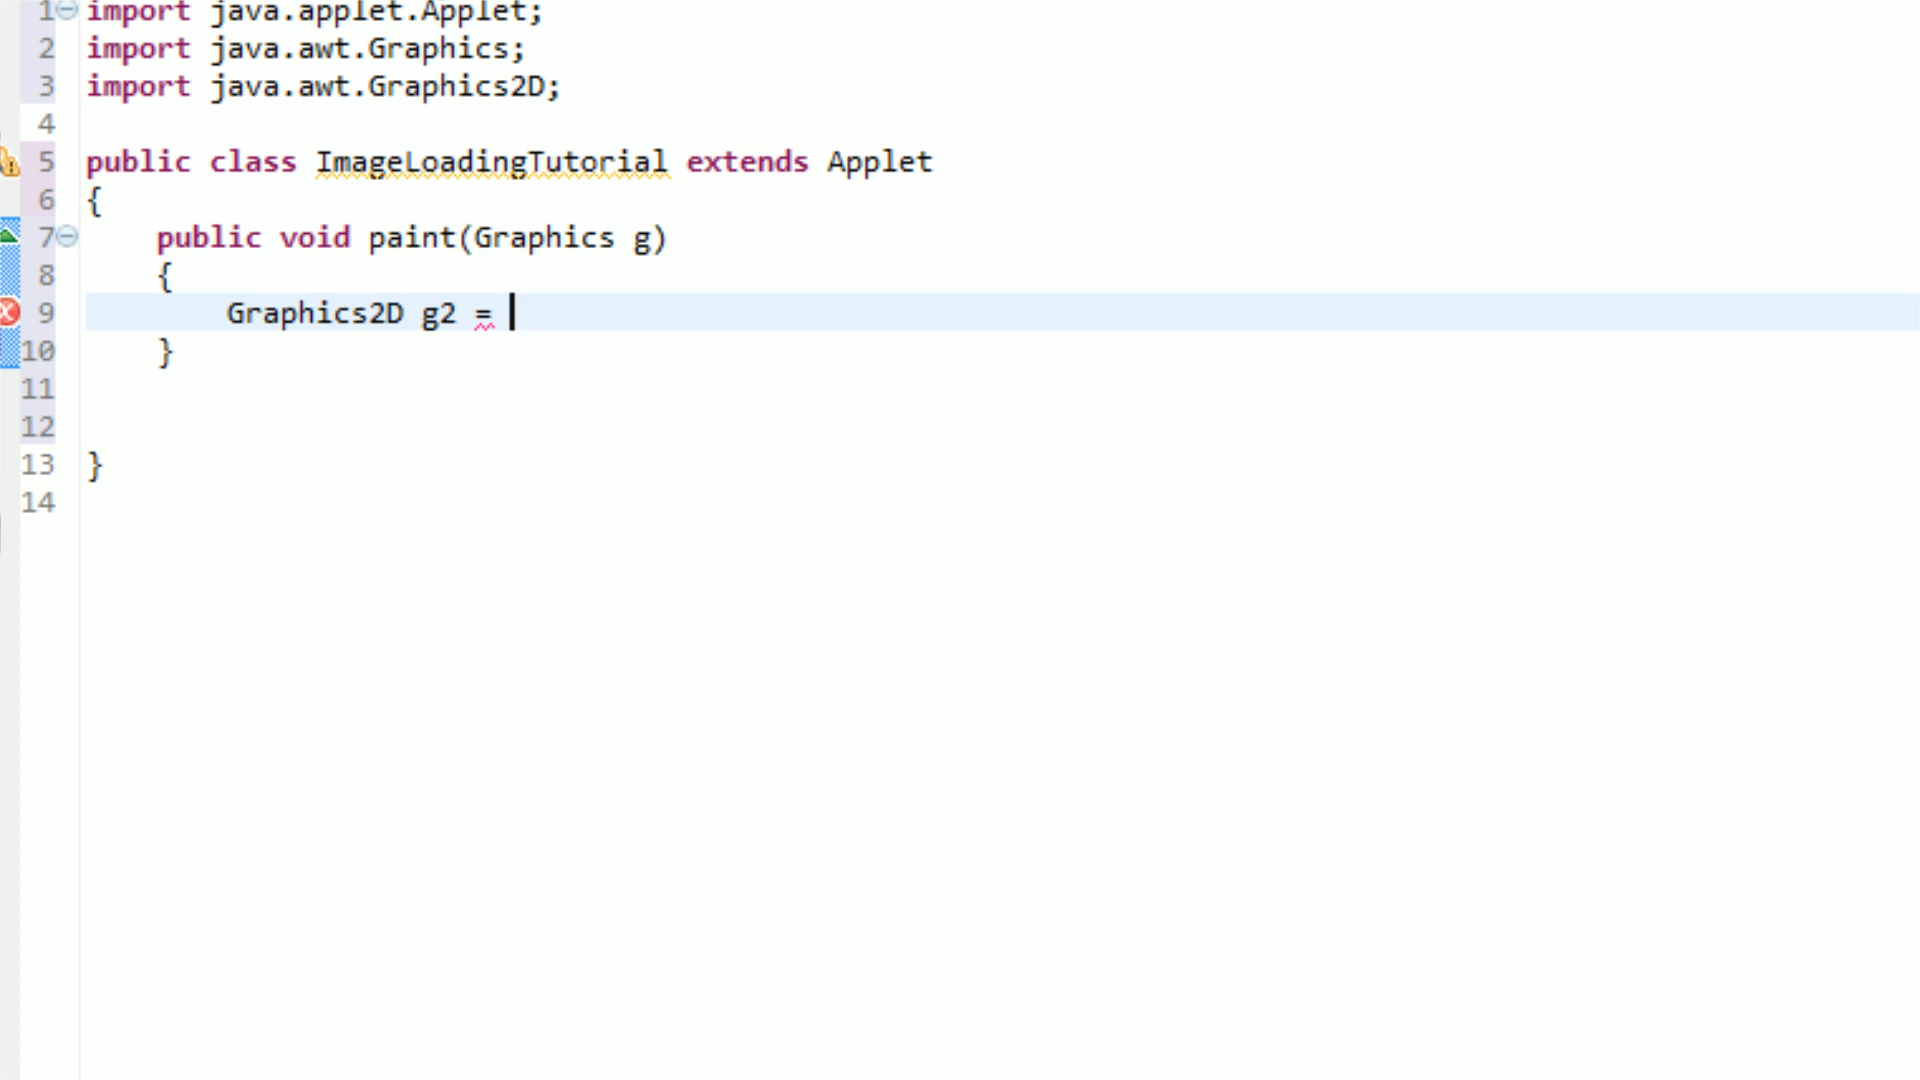 1 import java.applet.Applet;
2 import java.awt.Graphics;
3 import java.awt.Graphics2D;
4
5 public class ImageLoadingTutorial extends Applet
6 {
7 public void paint(Graphics g)
8 {
9 Graphics2D g2 =
10 }
11
12
13 }
14